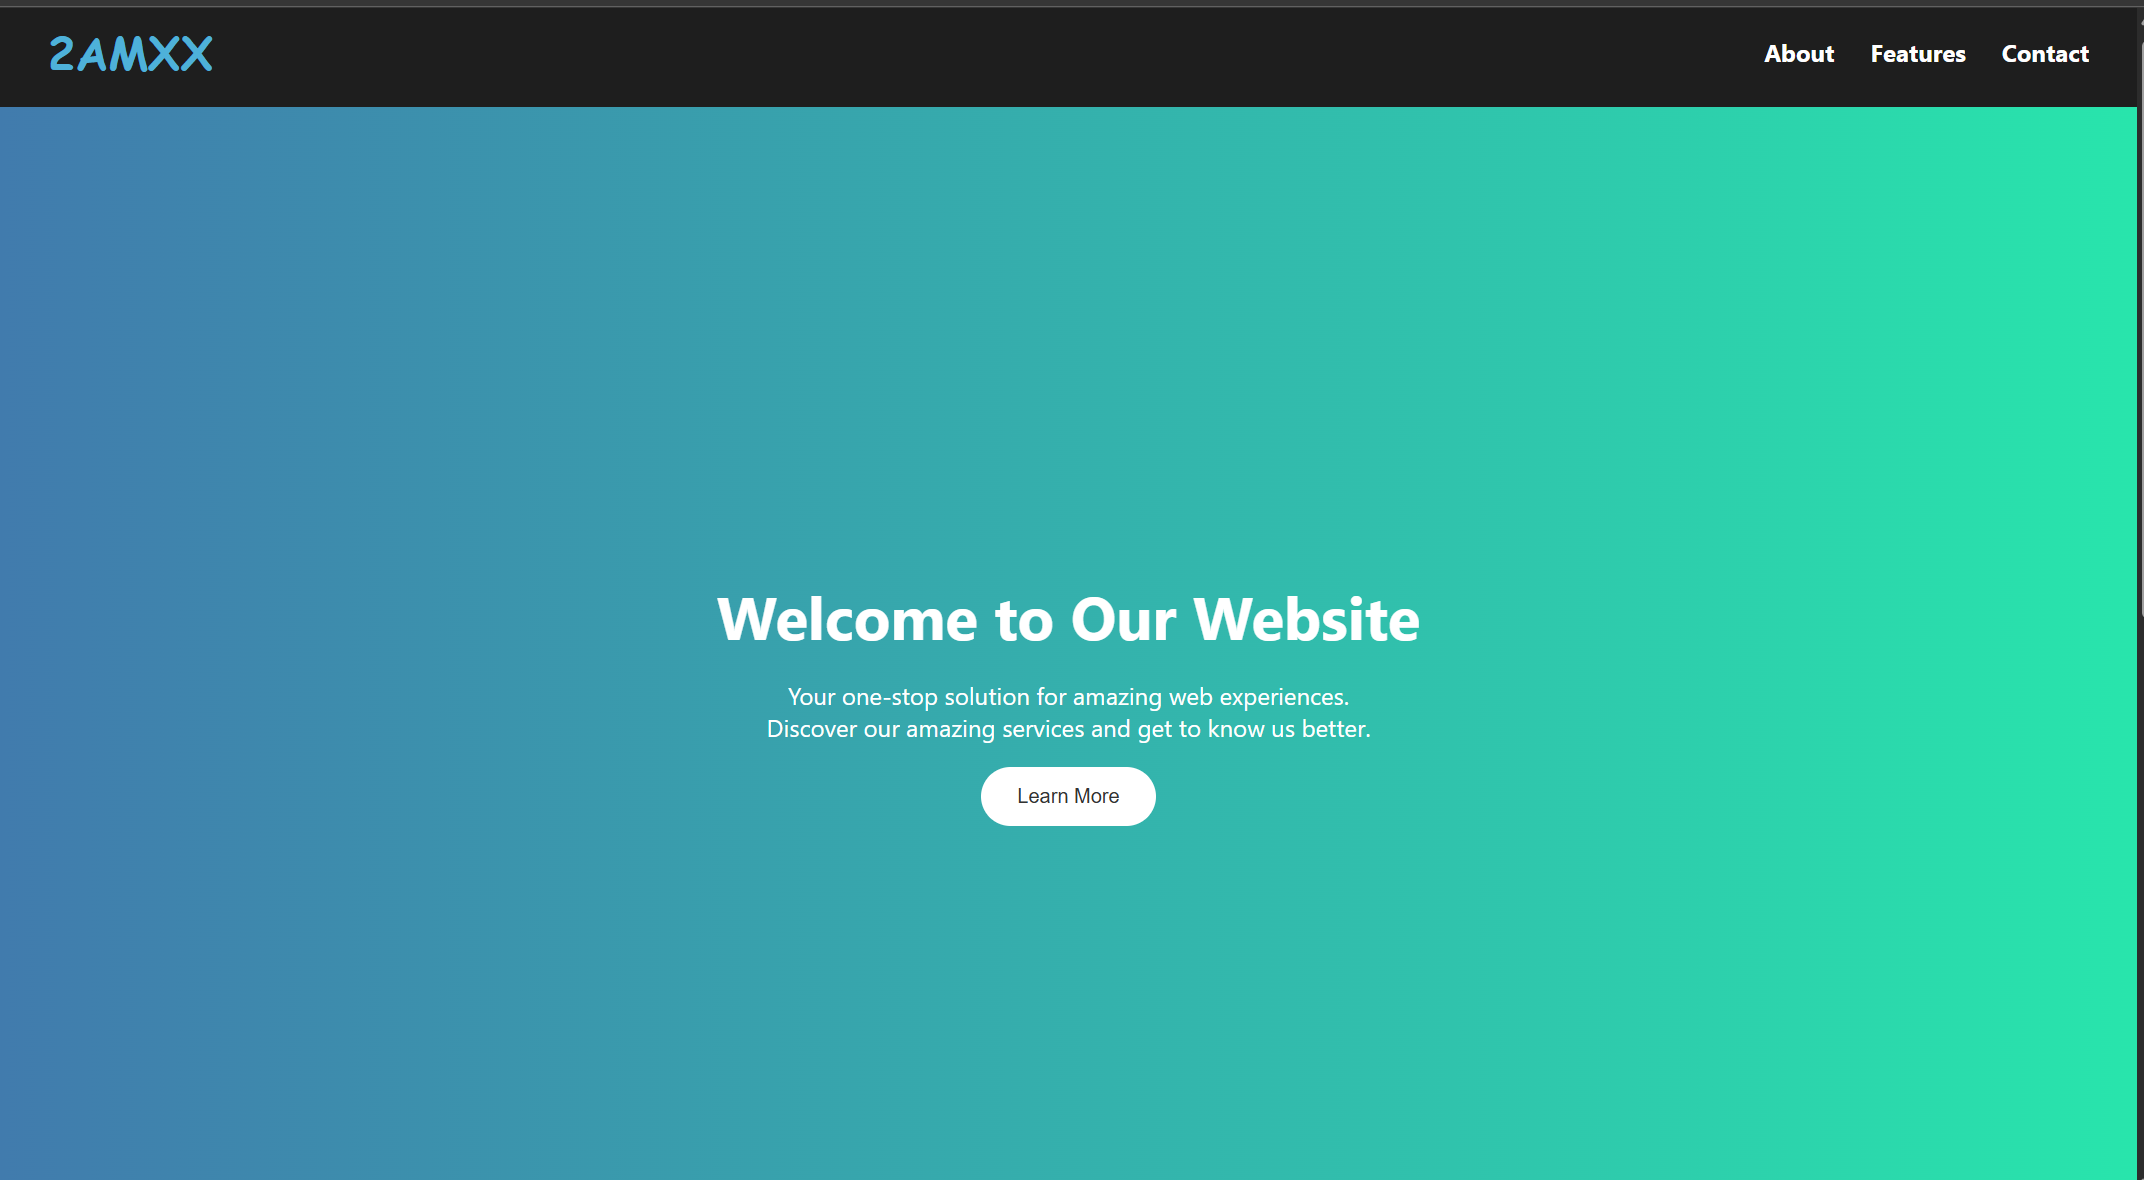 2AMXX
About Features Contact
Welcome to Our Website
Your one-stop solution for amazing web experiences.
Discover our amazing services and get to know us better.
Learn More